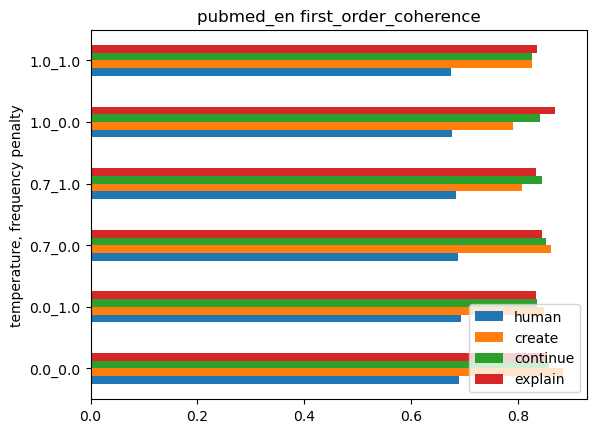 pubmed_en first_order_coherence
temperature, frequency penalty
1.0_1.0
1.0_0.0
0.7_1.0
0.7_0.0
0.0_1.0
0.0_0.0
human
create
continue
explain
0.0
0.2
0.4
0.6
0.8